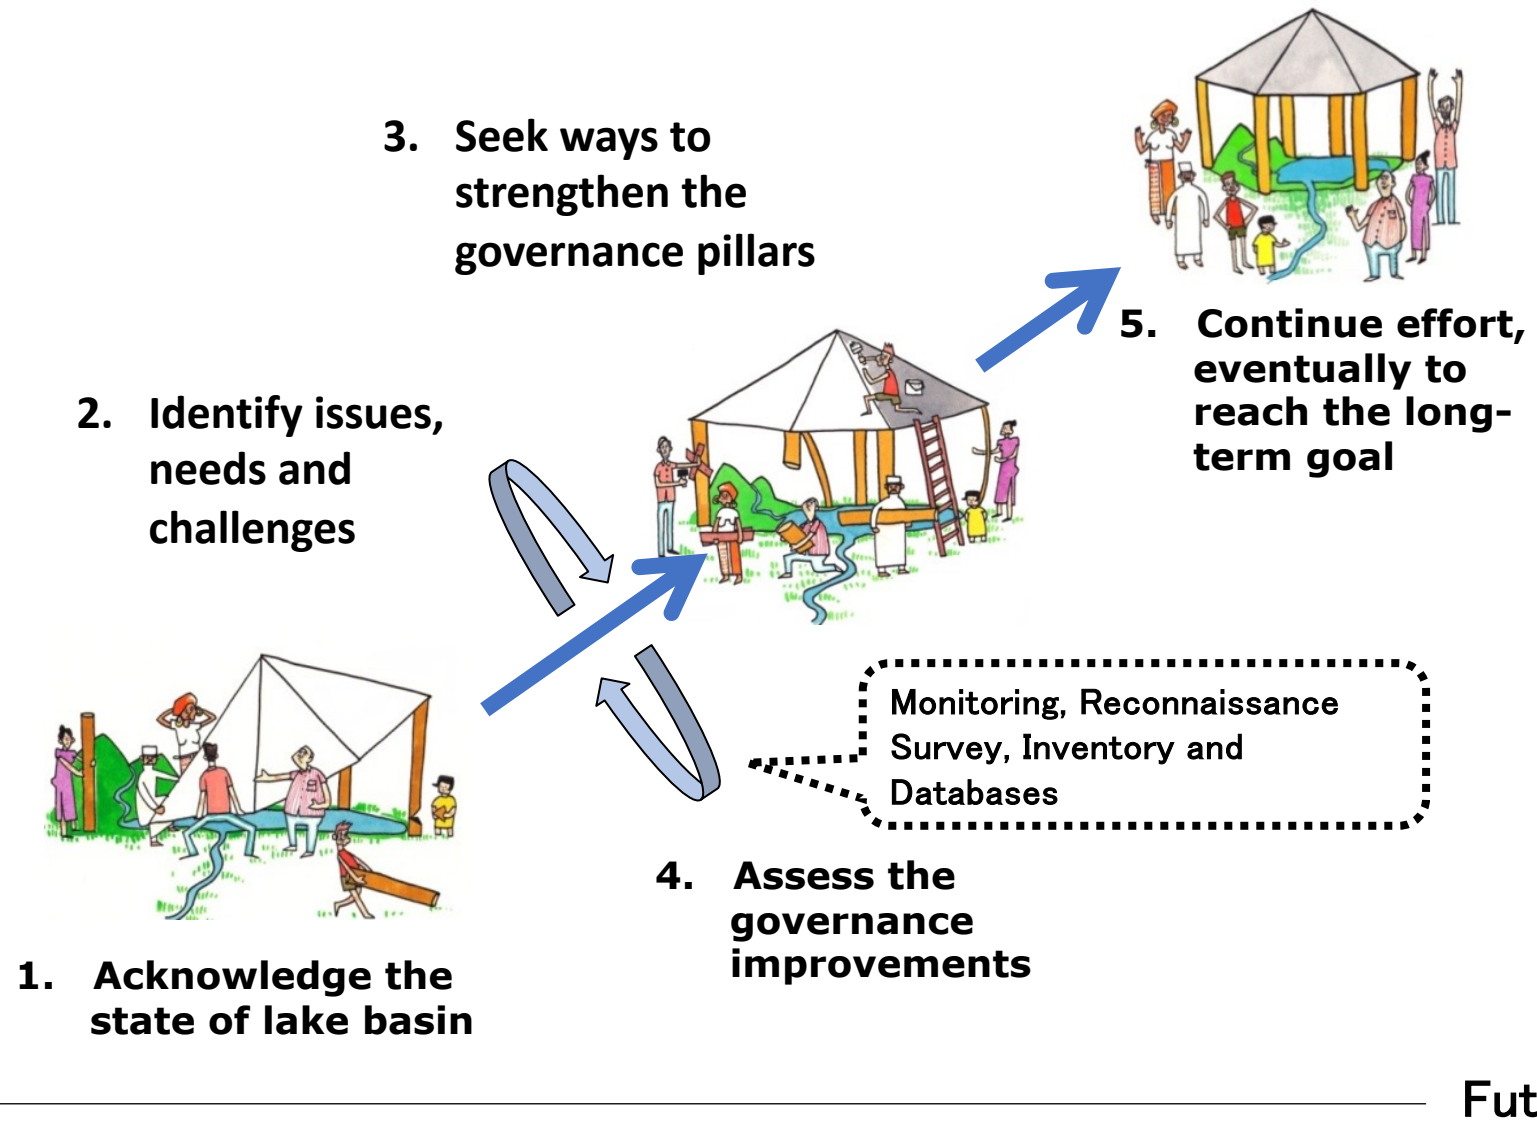 3. Seek ways to
strengthen the
governance pillars
5. Continue effort,
eventually to
reach the long-
term goal
2. Identify issues,
needs and
challenges
Monitoring, Reconnaissance
Survey, Inventory and
Databases
4. Assess the
governance
improvements
1. Acknowledge the
state of lake basin
Fut